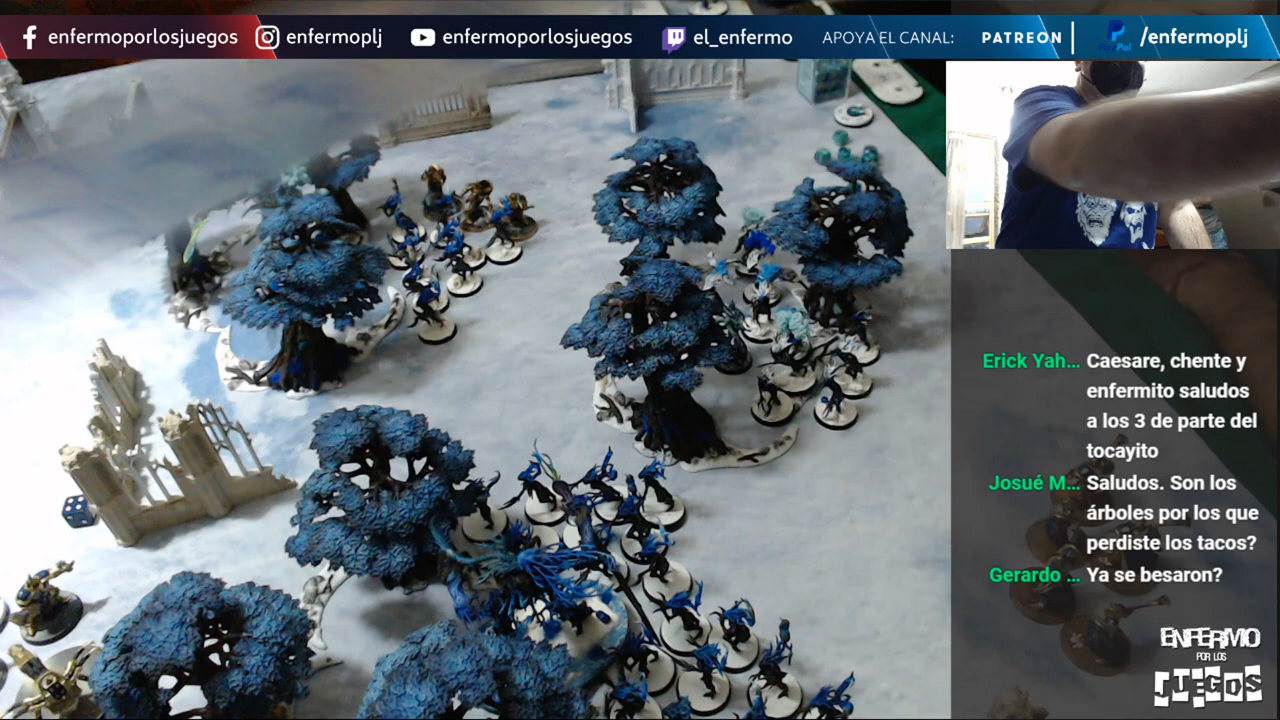 enfermoporlosjuegos enfermoplj enfermoporlosjuegos el_enfermo APOYA EL CANAL: PATREON PayPal /enfermoplj
Erick Yah... Caesare, chente y
enfermito saludos
a los 3 de parte del
tocayito
Josué M... Saludos. Son los
árboles por los que
perdiste los tacos?
Gerardo ... Ya se besaron?
ENFERMO
POR LOS
JUEGOS